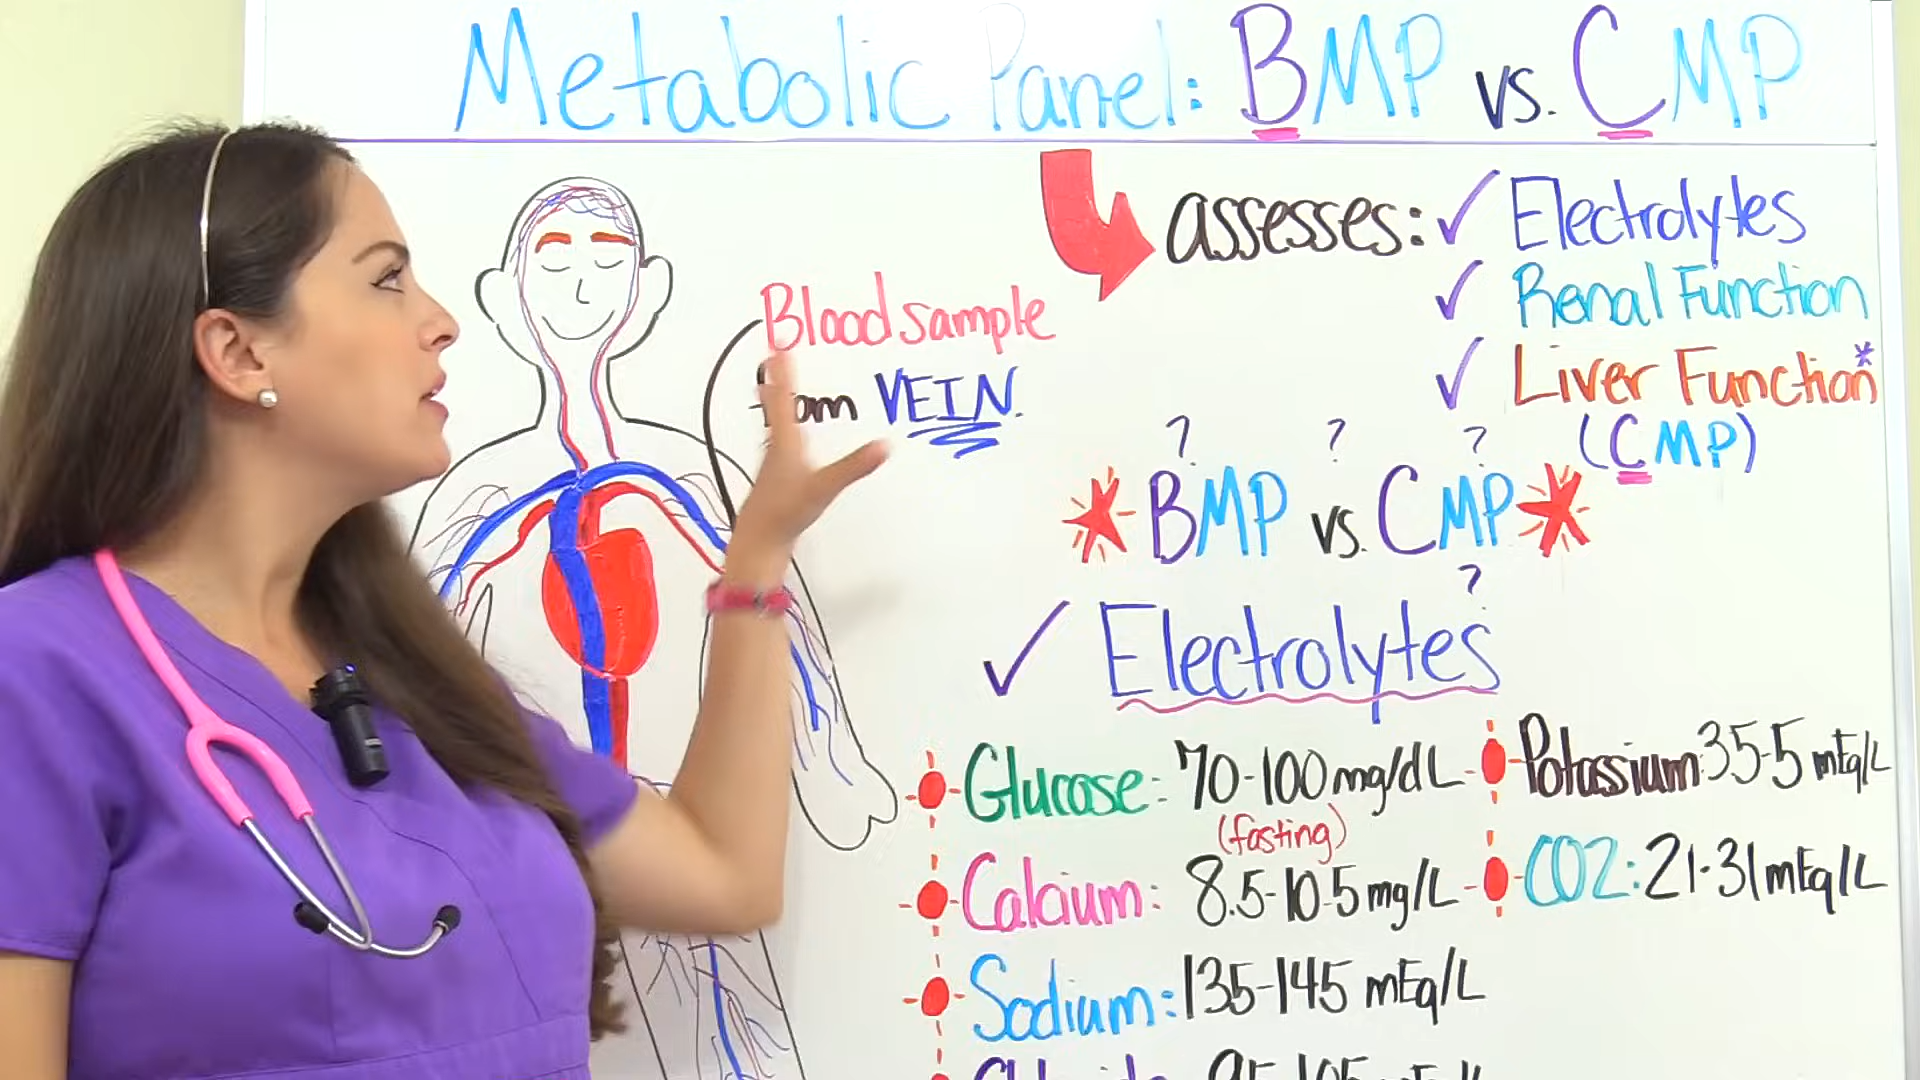 Metabolic Panel: BMP vs. CMP
assesses: ✓ Electrolytes
✓ Renal Function
✓ Liver Function*
(CMP)
Blood sample
from VEIN.
? ? ?
* BMP vs. CMP *
?
✓ Electrolytes
Glucose: 70-100 mg/dL
(fasting)
Calcium: 8.5-10.5 mg/L
Sodium: 135-145 mEq/L
Potassium 3.5-5 mEq/L
CO2: 21-31 mEq/L